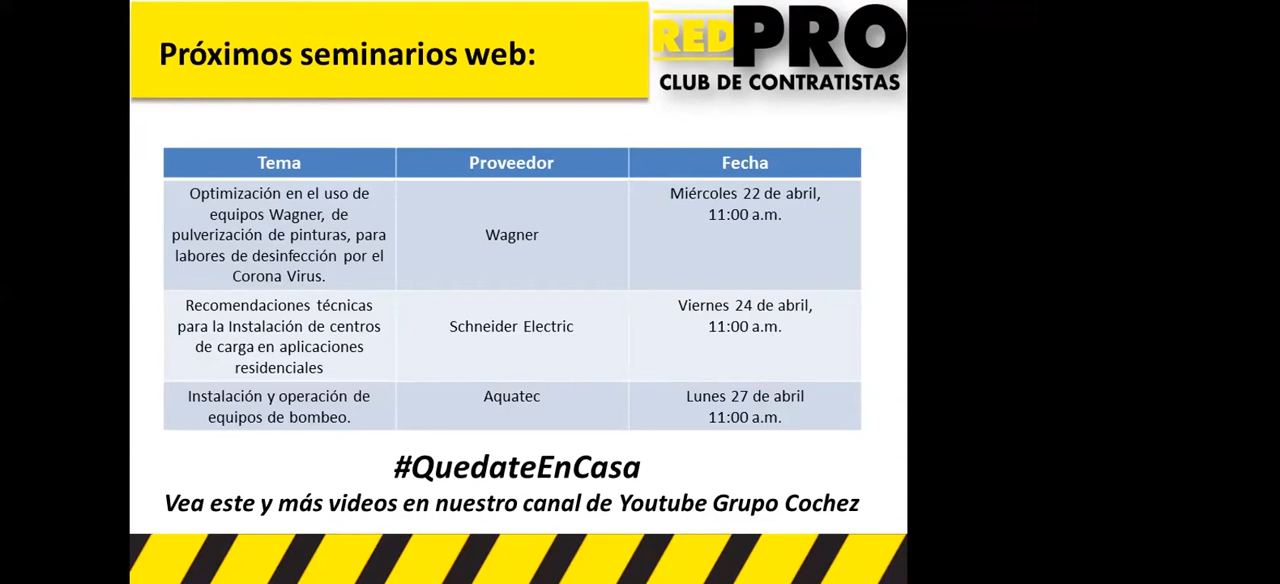 Próximos seminarios web:
REDPRO
CLUB DE CONTRATISTAS
Tema
Proveedor
Fecha
Optimización en el uso de
equipos Wagner, de
pulverización de pinturas, para
labores de desinfección por el
Corona Virus.
Wagner
Miércoles 22 de abril,
11:00 a.m.
Recomendaciones técnicas
para la Instalación de centros
de carga en aplicaciones
residenciales
Schneider Electric
Viernes 24 de abril,
11:00 a.m.
Instalación y operación de
equipos de bombeo.
Aquatec
Lunes 27 de abril
11:00 a.m.
#QuedateEnCasa
Vea este y más videos en nuestro canal de Youtube Grupo Cochez